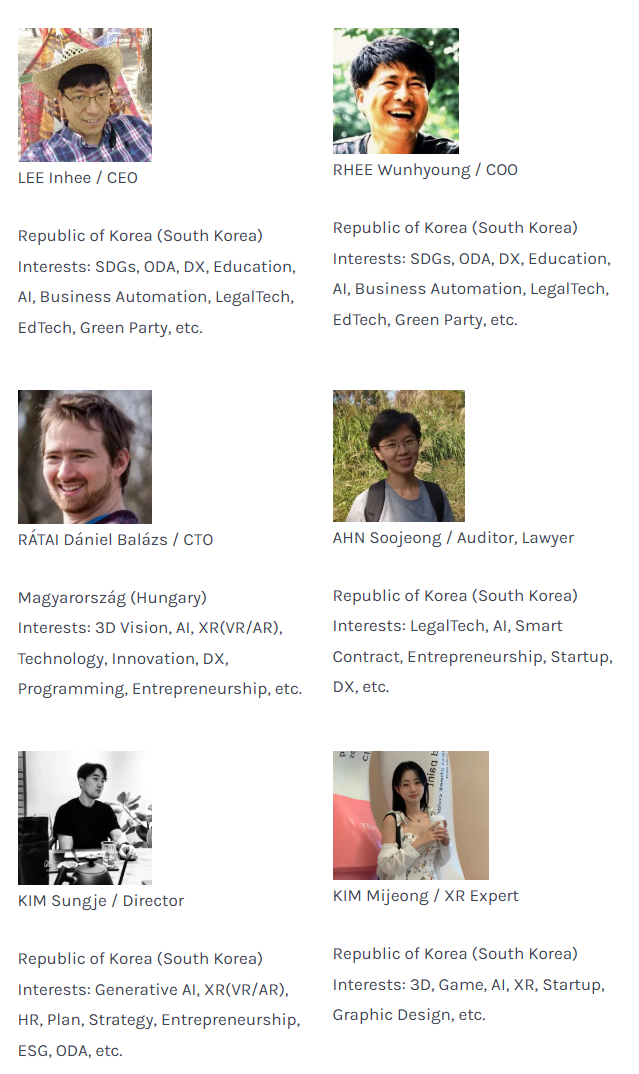 LEE Inhee / CEO
Republic of Korea (South Korea)
Interests: SDGs, ODA, DX, Education,
AI, Business Automation, LegalTech,
EdTech, Green Party, etc.
RHEE Wunhyoung / COO
Republic of Korea (South Korea)
Interests: SDGs, ODA, DX, Education,
AI, Business Automation, LegalTech,
EdTech, Green Party, etc.
RÁTAI Dániel Balázs / CTO
Magyarország (Hungary)
Interests: 3D Vision, AI, XR(VR/AR),
Technology, Innovation, DX,
Programming, Entrepreneurship, etc.
AHN Soojeong / Auditor, Lawyer
Republic of Korea (South Korea)
Interests: LegalTech, AI, Smart
Contract, Entrepreneurship, Startup,
DX, etc.
KIM Sungje / Director
Republic of Korea (South Korea)
Interests: Generative AI, XR(VR/AR),
HR, Plan, Strategy, Entrepreneurship,
ESG, ODA, etc.
KIM Mijeong / XR Expert
Republic of Korea (South Korea)
Interests: 3D, Game, AI, XR, Startup,
Graphic Design, etc.